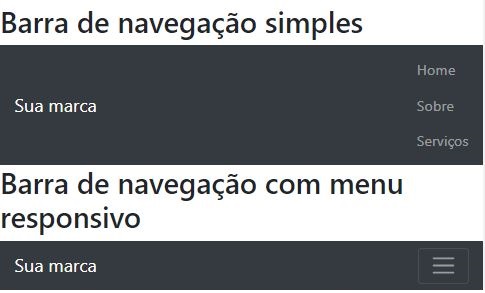 Barra de navegação simples
Home
Sua marca
Sobre
Serviços
Barra de navegação com menu
responsivo
Sua marca